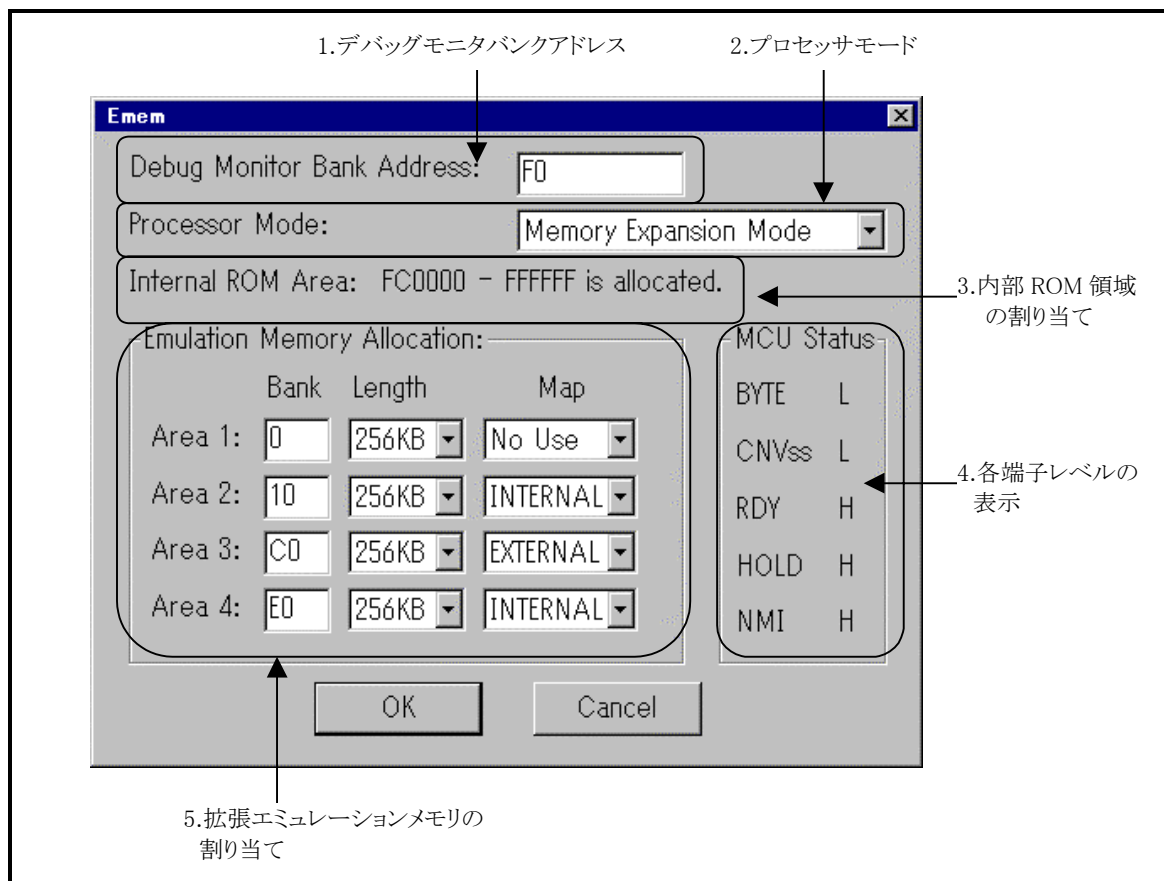 1.デバッグモニタバンクアドレス
2.プロセッサモード
Emem
Debug Monitor Bank Address: F0
Processor Mode: Memory Expansion Mode
Internal ROM Area: FC0000 - FFFFFF is allocated.
3.内部 ROM 領域
の割り当て
Emulation Memory Allocation:
Bank Length Map
Area 1: 0 256KB No Use
Area 2: 10 256KB INTERNAL
Area 3: C0 256KB EXTERNAL
Area 4: E0 256KB INTERNAL
MCU Status
BYTE L
CNVss L
RDY H
HOLD H
NMI H
4.各端子レベルの
表示
OK
Cancel
5.拡張エミュレーションメモリの
割り当て